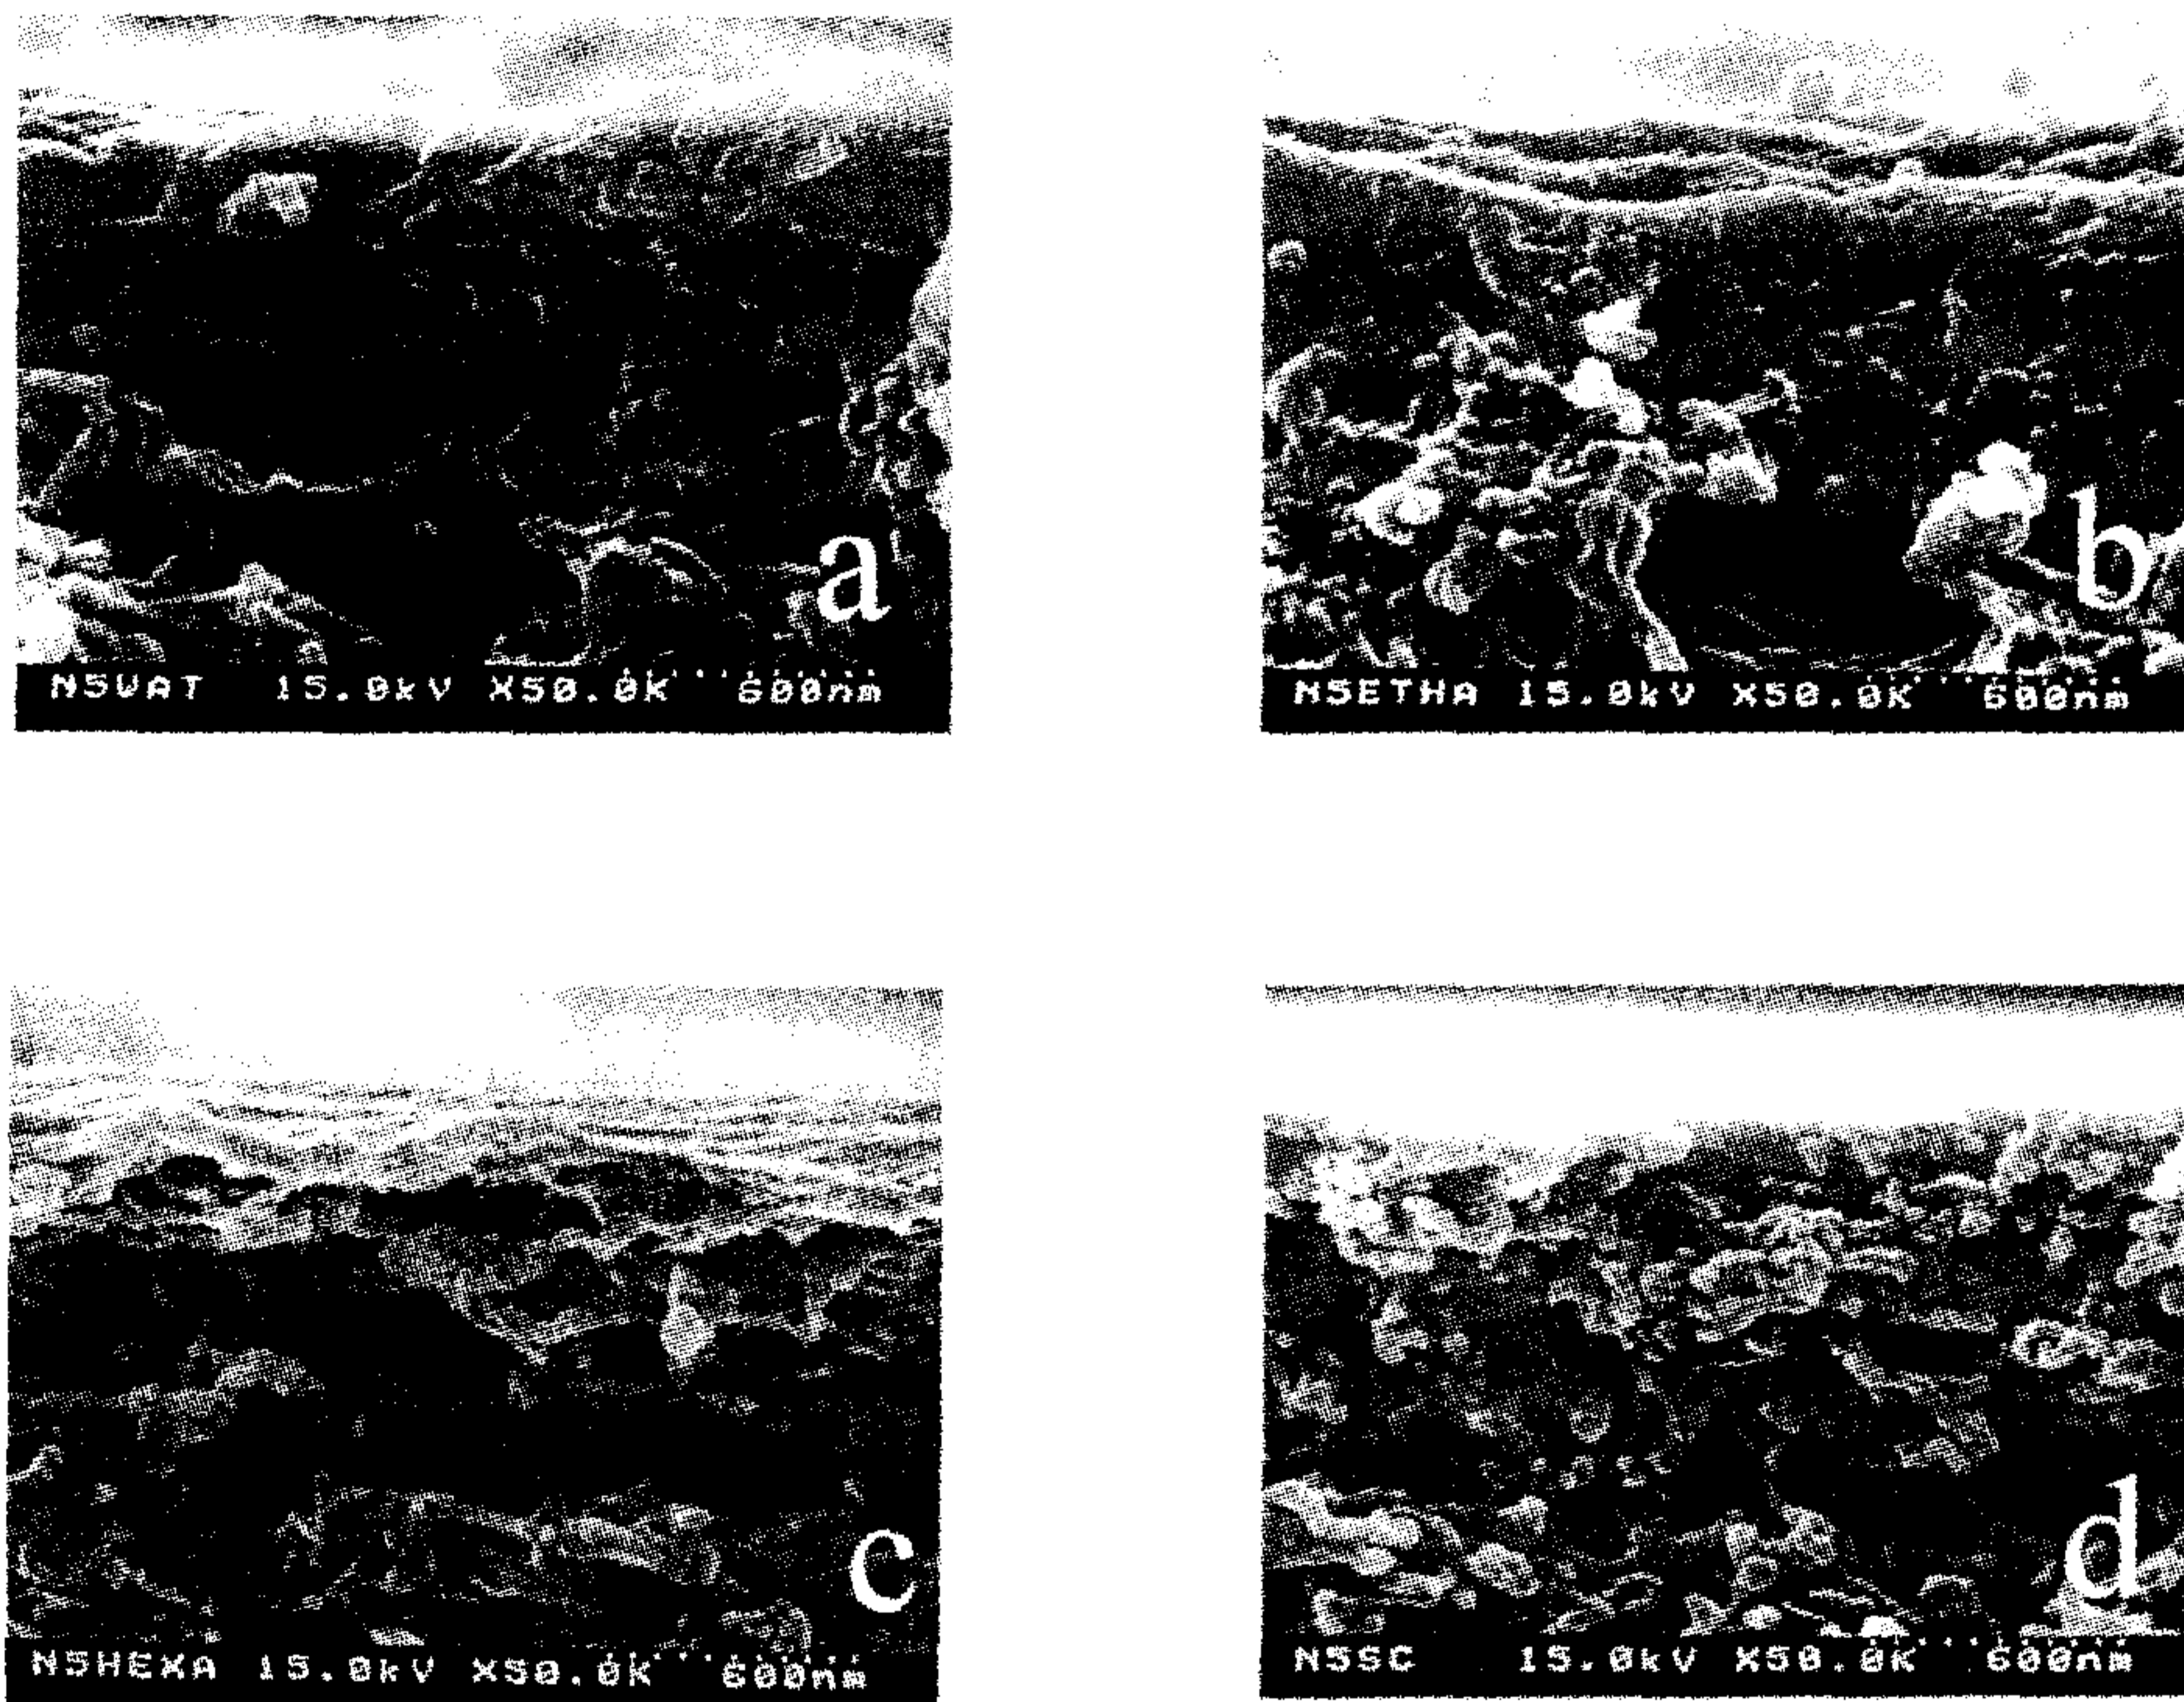 a
N5WAT 15.0kV X50.0K 600nm
b
N5ETHA 15.0kV X50.0K 600nm
c
N5HEXA 15.0kV X50.0K 600nm
d
N5SC 15.0kV X50.0K 600nm